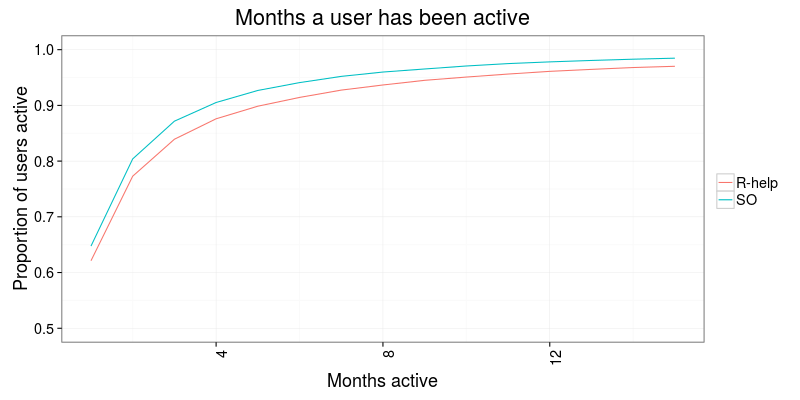 Months a user has been active
Proportion of users active
1.0
0.9
0.8
0.7
0.6
0.5
4
8
12
Months active
R-help
SO